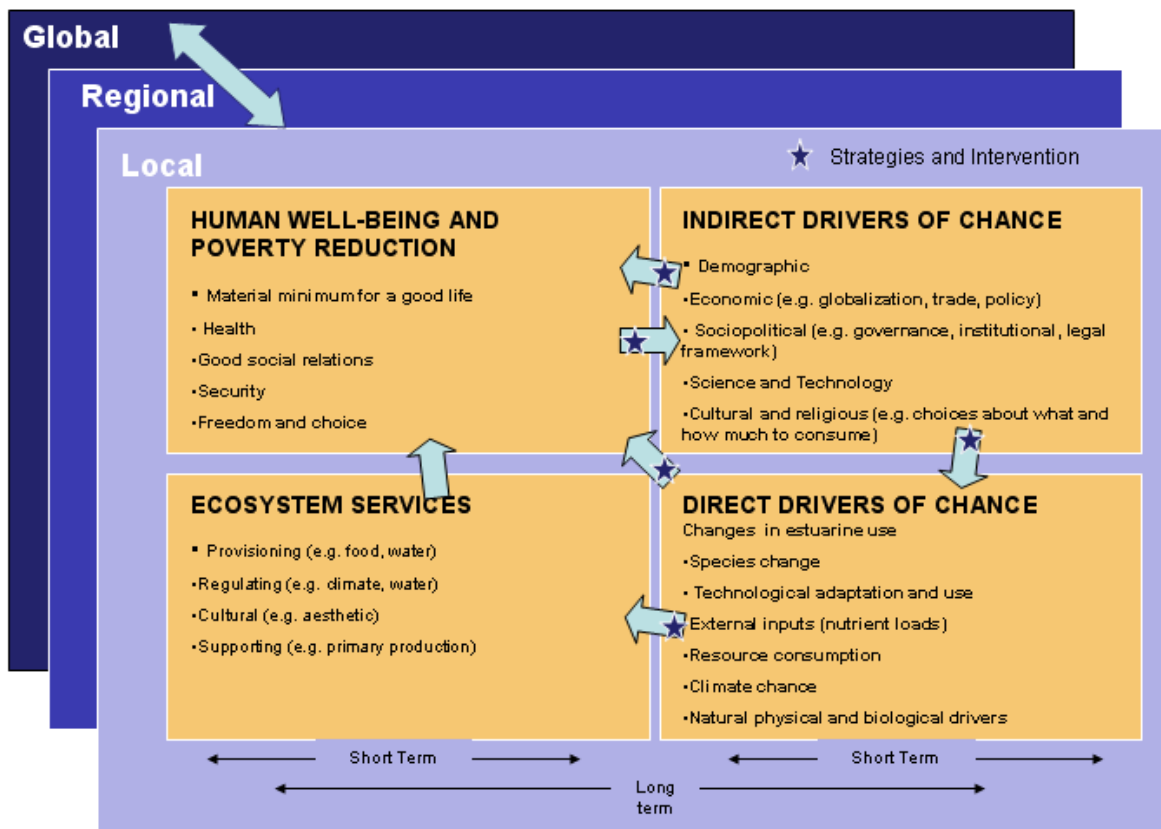 Global
Regional
Local
Strategies and Intervention
HUMAN WELL-BEING AND
POVERTY REDUCTION
▪ Material minimum for a good life
•Health
•Good social relations
•Security
•Freedom and choice
INDIRECT DRIVERS OF CHANCE
▪ Demographic
•Economic (e.g. globalization, trade, policy)
•Sociopolitical (e.g. governance, institutional, legal
framework)
•Science and Technology
•Cultural and religious (e.g. choices about what and
how much to consume)
ECOSYSTEM SERVICES
▪ Provisioning (e.g. food, water)
•Regulating (e.g. climate, water)
•Cultural (e.g. aesthetic)
•Supporting (e.g. primary production)
DIRECT DRIVERS OF CHANCE
Changes in estuarine use
•Species change
•Technological adaptation and use
•External inputs (nutrient loads)
•Resource consumption
•Climate chance
•Natural physical and biological drivers
Short Term
Short Term
Long
term